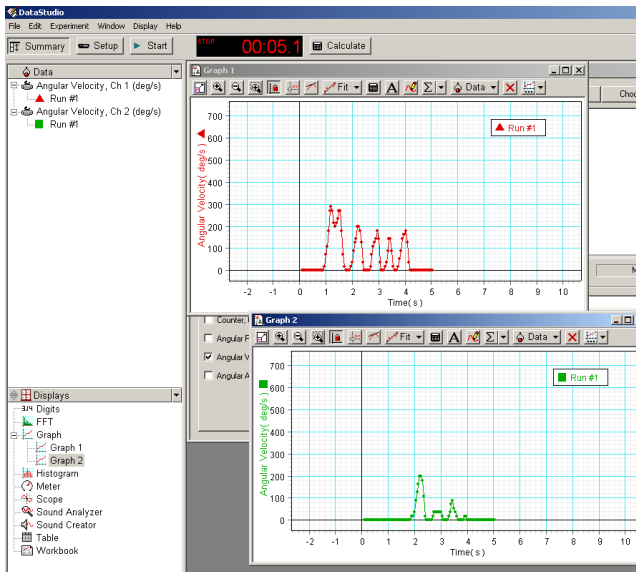 DataStudio
File Edit Experiment Window Display Help
Summary Setup Start STOP 00:05.1 Calculate
Data
Angular Velocity, Ch 1 (deg/s)
Run #1
Angular Velocity, Ch 2 (deg/s)
Run #1
Graph 1
Fit A Σ Data
700
600
500
400
300
200
100
0
Angular Velocity( deg/s )
Run #1
-2 -1 0 1 2 3 4 5 6 7 8 9 10
Time( s )
Choo
M
Counter,
Angular F
Angular V
Angular A
Graph 2
Fit A Σ Data
700
600
500
400
300
200
100
0
Angular Velocity( deg/s )
Run #1
-2 -1 0 1 2 3 4 5 6 7 8
Time( s )
Displays
3.14 Digits
FFT
Graph
Graph 1
Graph 2
Histogram
Meter
Scope
Sound Analyzer
Sound Creator
Table
Workbook